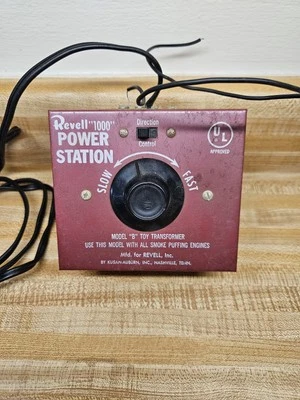 Revell "1000"
POWER
STATION
Direction
Control
UL
APPROVED
SLOW
FAST
MODEL "B" TOY TRANSFORMER
USE THIS MODEL WITH ALL SMOKE PUFFING ENGINES
Mfd. for REVELL, Inc.
BY KUSAN-AUBURN, INC., NASHVILLE, TENN.